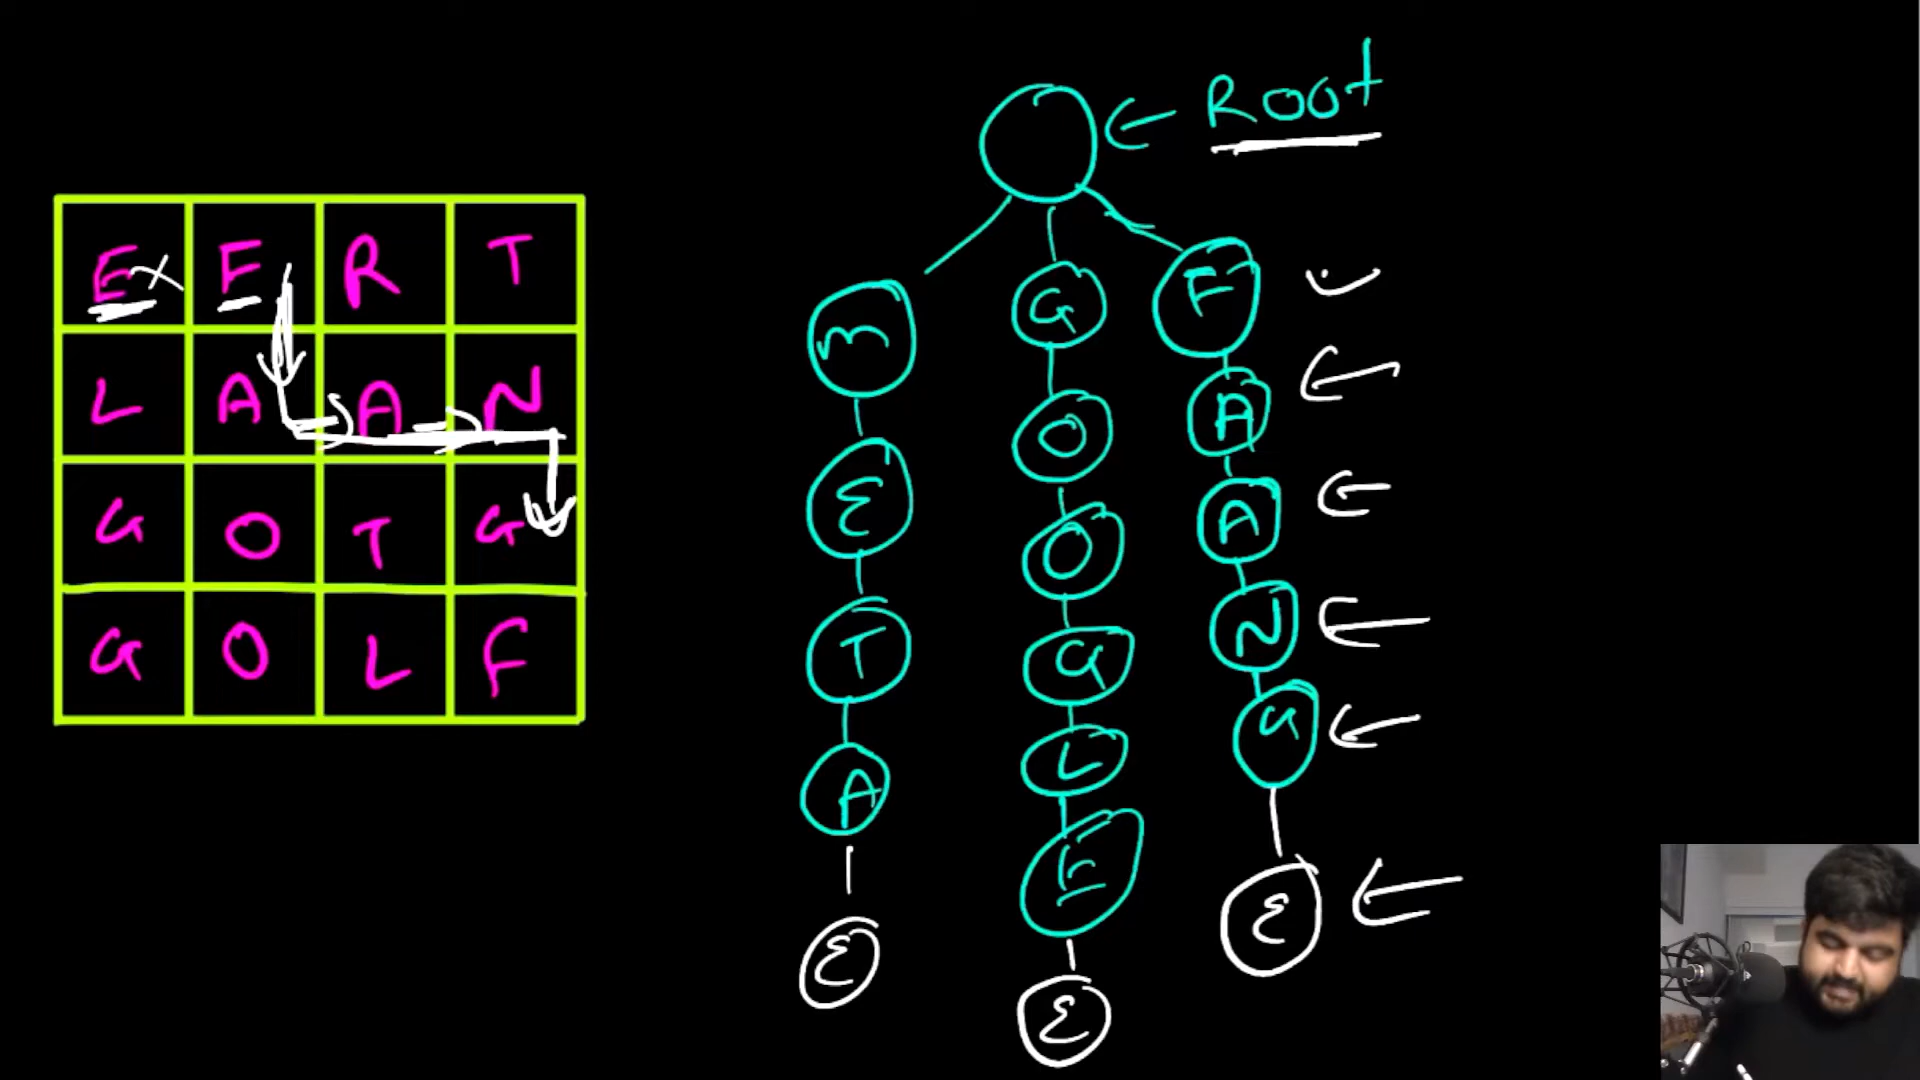 Root
E x F R T
L A A N
G O T G
G O L F
m G F
E O A
T O A
A G N
E L G
E E
E